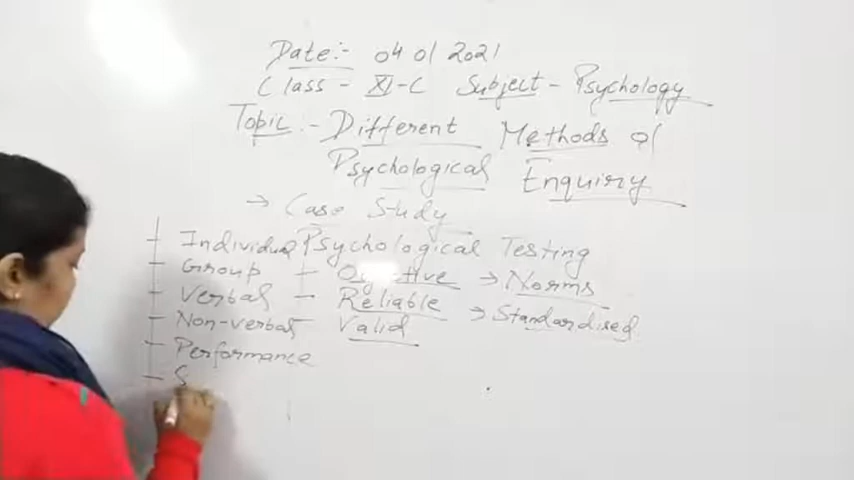 Date:- 04 01 2021
Class - XI-C Subject - Psychology
Topic :- Different Methods of
Psychological Enquiry
→ Case Study
Individual Psychological Testing
Group - → Norms
Verbal - Reliable → Standardised
Non-verbal - Valid
- Performance
- S